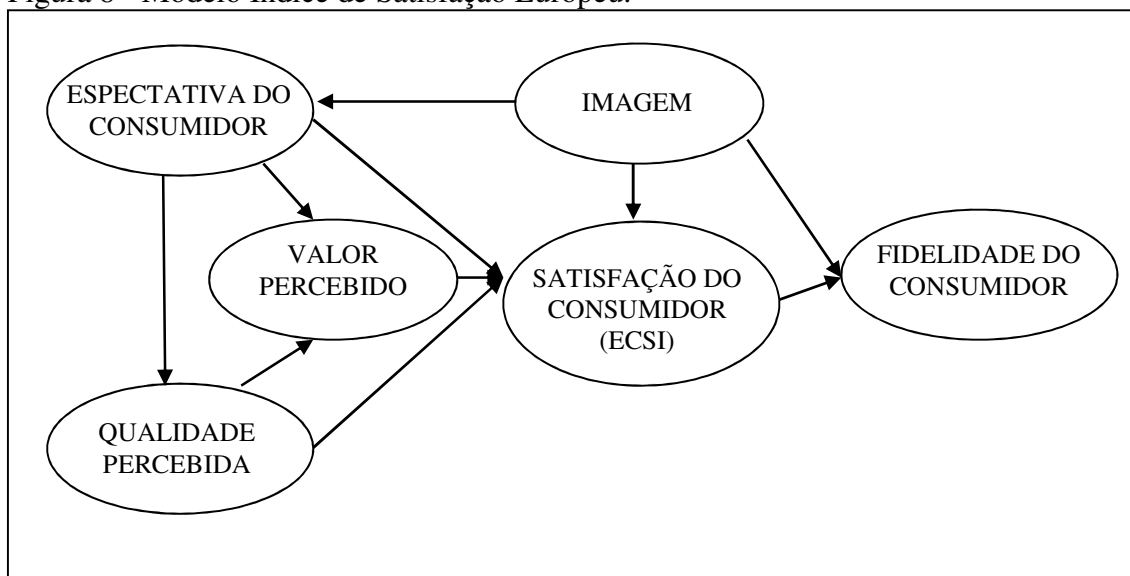 Figura 8 - Modelo Índice de Satisfação Europeu.
ESPECTATIVA DO
CONSUMIDOR
IMAGEM
VALOR
PERCEBIDO
SATISFAÇÃO DO
CONSUMIDOR
(ECSI)
FIDELIDADE DO
CONSUMIDOR
QUALIDADE
PERCEBIDA